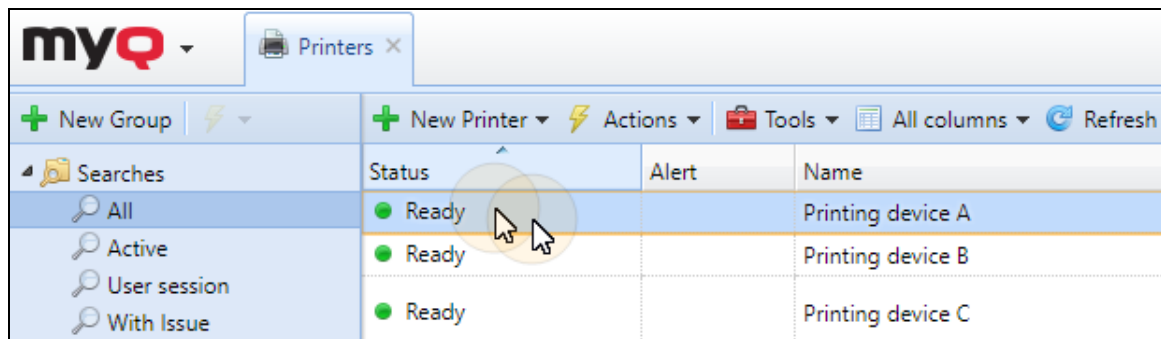 myQ
Printers
New Group
New Printer Actions Tools All columns Refresh
Searches
All
Active
User session
With Issue
Status Alert Name
Ready Printing device A
Ready Printing device B
Ready Printing device C